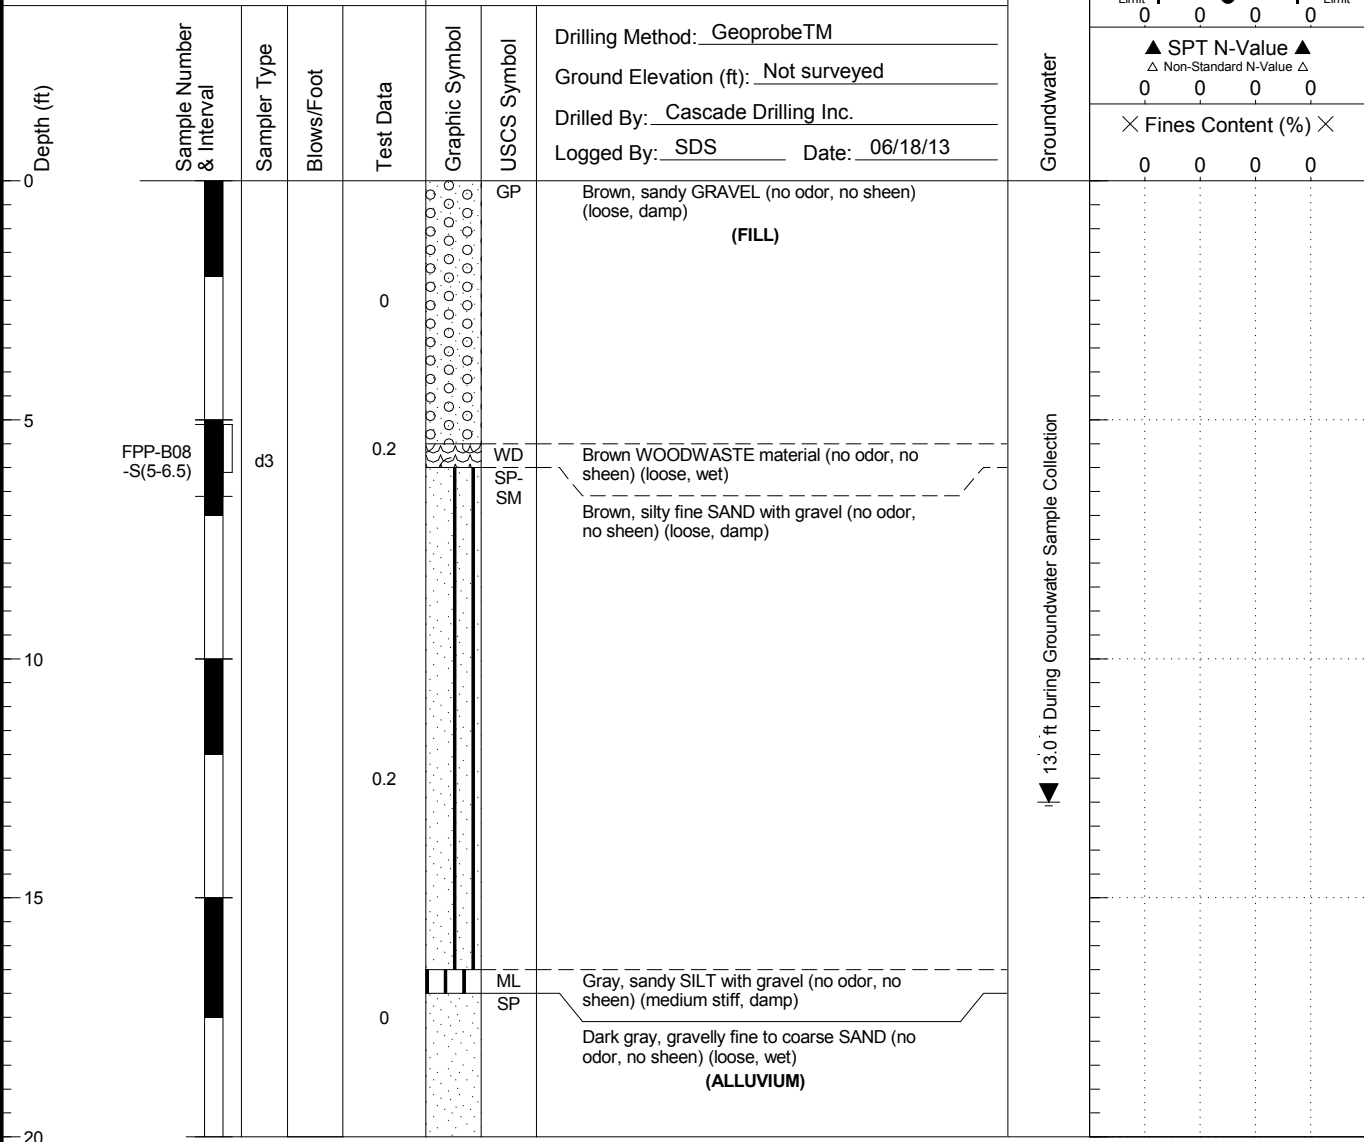 Limit Limit
0 0 0 0
▲ SPT N-Value ▲
△ Non-Standard N-Value △
0 0 0 0
✕ Fines Content (%) ✕
0 0 0 0
Depth (ft)
Sample Number
& Interval
Sampler Type
Blows/Foot
Test Data
Graphic Symbol
USCS Symbol
Drilling Method: GeoprobeTM
Ground Elevation (ft): Not surveyed
Drilled By: Cascade Drilling Inc.
Logged By: SDS Date: 06/18/13
Groundwater
0
GP
Brown, sandy GRAVEL (no odor, no sheen)
(loose, damp)
(FILL)
0
5
FPP-B08
-S(5-6.5)
d3
0.2
WD
Brown WOODWASTE material (no odor, no
sheen) (loose, wet)
SP-
SM
Brown, silty fine SAND with gravel (no odor,
no sheen) (loose, damp)
10
0.2
13.0 ft During Groundwater Sample Collection
15
ML
Gray, sandy SILT with gravel (no odor, no
sheen) (medium stiff, damp)
SP
0
Dark gray, gravelly fine to coarse SAND (no
odor, no sheen) (loose, wet)
(ALLUVIUM)
20